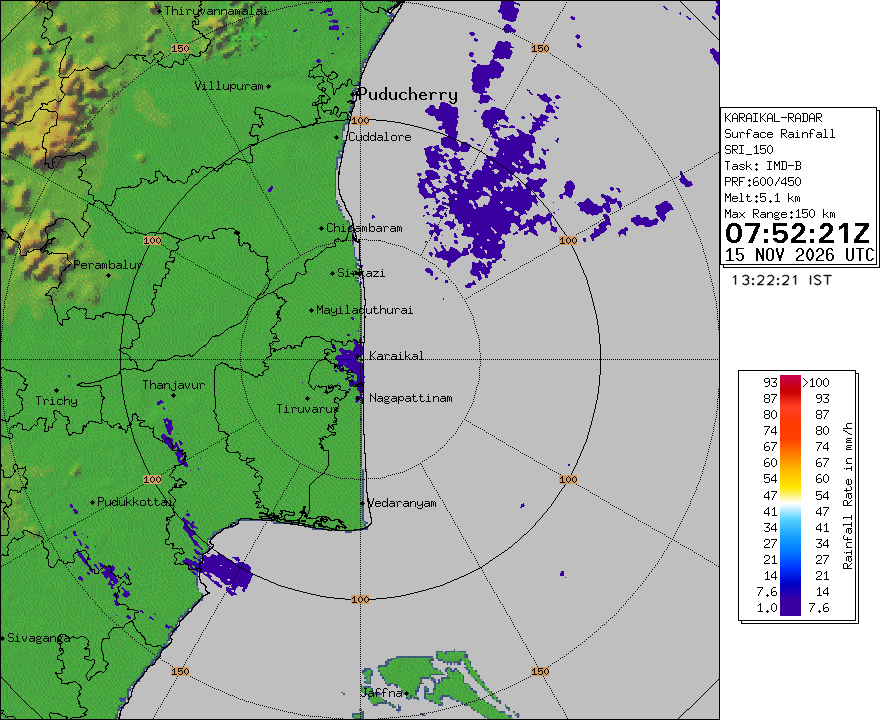 Thiruvannamalai
150
150
Villupuram
Puducherry
100
Cuddalore
KARAIKAL-RADAR
Surface Rainfall
SRI_150
Task: IMD-B
PRF:600/450
Melt:5.1 km
Max Range:150 km
07:52:21Z
15 NOV 2026 UTC
13:22:21 IST
Chidambaram
100
100
Perambalur
Sirkazi
Mayiladuthurai
Karaikal
Thanjavur
Trichy
Tiruvarur
Nagapattinam
100
100
Pudukkottai
Vedaranyam
100
Sivaganga
150
150
Jaffna
93 >100
87 93
80 87
74 80
67 74
60 67
54 60
47 54
41 47
34 41
27 34
21 27
14 21
7.6 14
1.0 7.6
Rainfall Rate in mm/h